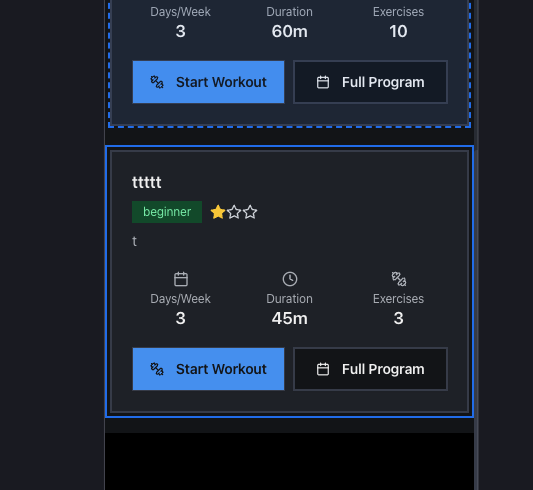 Days/Week Duration Exercises
3 60m 10
Start Workout Full Program
ttttt
beginner
t
Days/Week Duration Exercises
3 45m 3
Start Workout Full Program